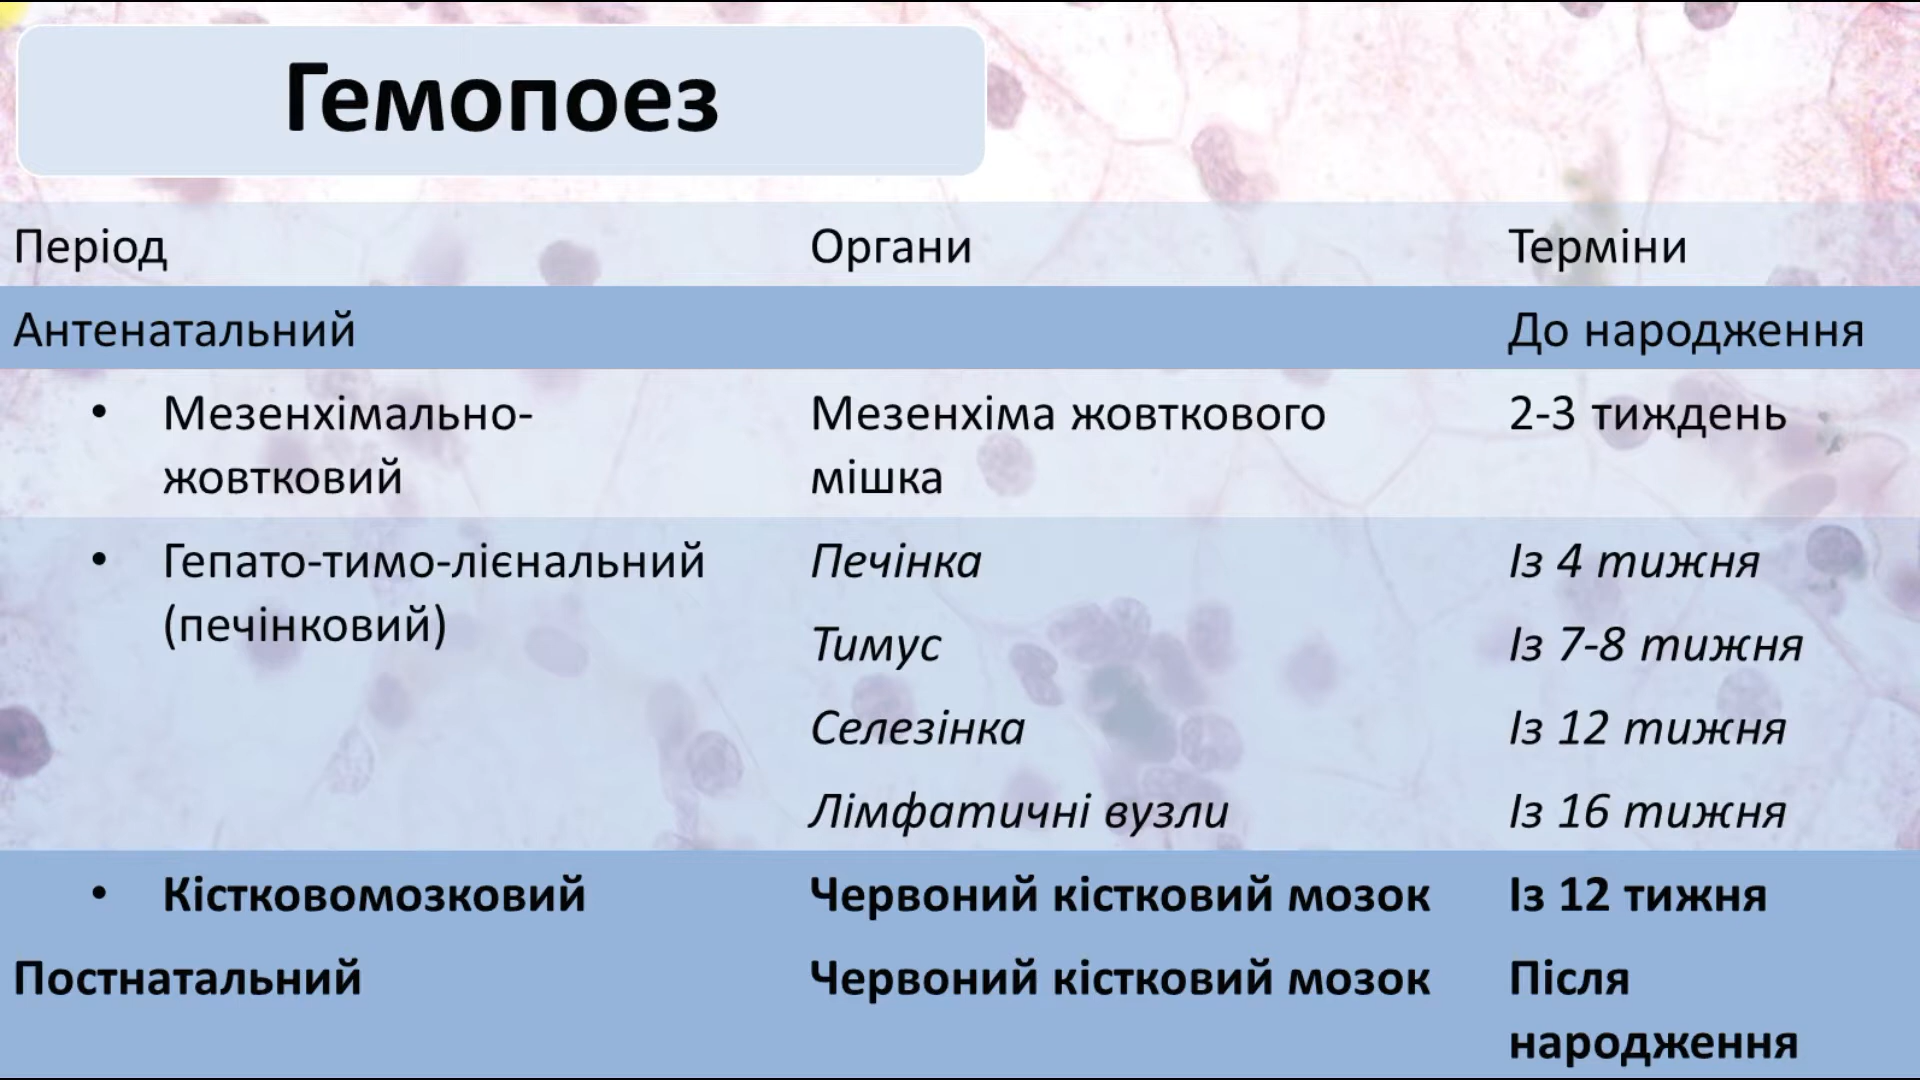 Гемопоез
Період Органи Терміни
Антенатальний До народження
• Мезенхімально- Мезенхіма жовткового 2-3 тиждень
жовтковий мішка
• Гепато-тимо-лієнальний Печінка Із 4 тижня
(печінковий) Тимус Із 7-8 тижня
Селезінка Із 12 тижня
Лімфатичні вузли Із 16 тижня
• Кістковомозковий Червоний кістковий мозок Із 12 тижня
Постнатальний Червоний кістковий мозок Після
народження